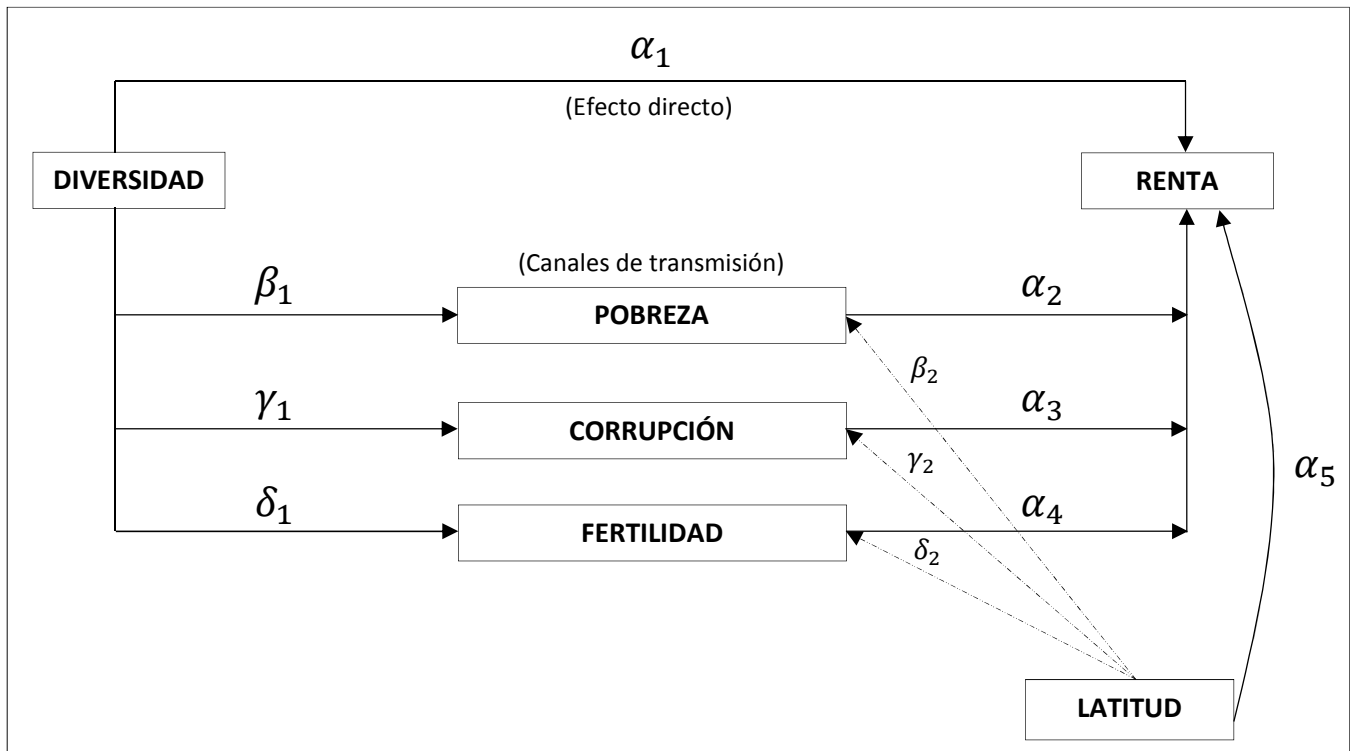 α₁
(Efecto directo)
DIVERSIDAD
RENTA
(Canales de transmisión)
β₁
POBREZA
α₂
β₂
γ₁
CORRUPCIÓN
α₃
γ₂
α₅
δ₁
FERTILIDAD
α₄
δ₂
LATITUD